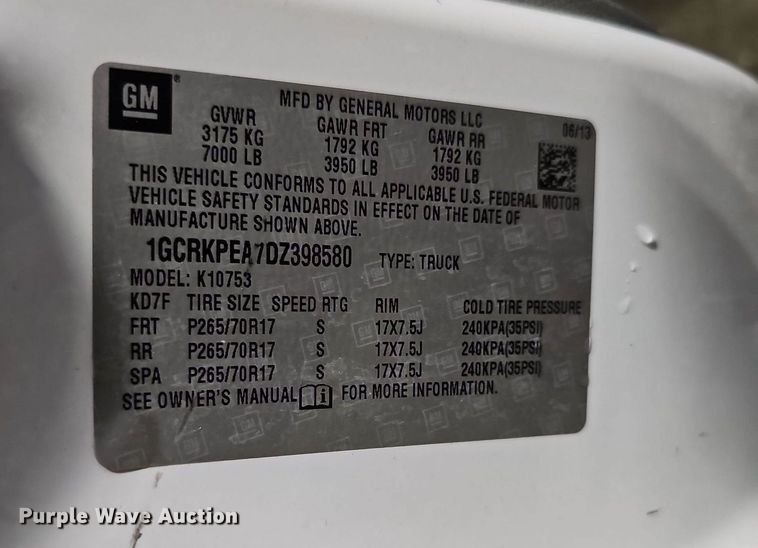 GM ®
MFD BY GENERAL MOTORS LLC
06/13
GVWR GAWR FRT GAWR RR
3175 KG 1792 KG 1792 KG
7000 LB 3950 LB 3950 LB
THIS VEHICLE CONFORMS TO ALL APPLICABLE U.S. FEDERAL MOTOR
VEHICLE SAFETY STANDARDS IN EFFECT ON THE DATE OF
MANUFACTURE SHOWN ABOVE.
1GCRKPEA7DZ398580 TYPE: TRUCK
MODEL: K10753
KD7F TIRE SIZE SPEED RTG RIM COLD TIRE PRESSURE
FRT P265/70R17 S 17X7.5J 240KPA(35PSI)
RR P265/70R17 S 17X7.5J 240KPA(35PSI)
SPA P265/70R17 S 17X7.5J 240KPA(35PSI)
SEE OWNER'S MANUAL FOR MORE INFORMATION.
Purple Wave Auction